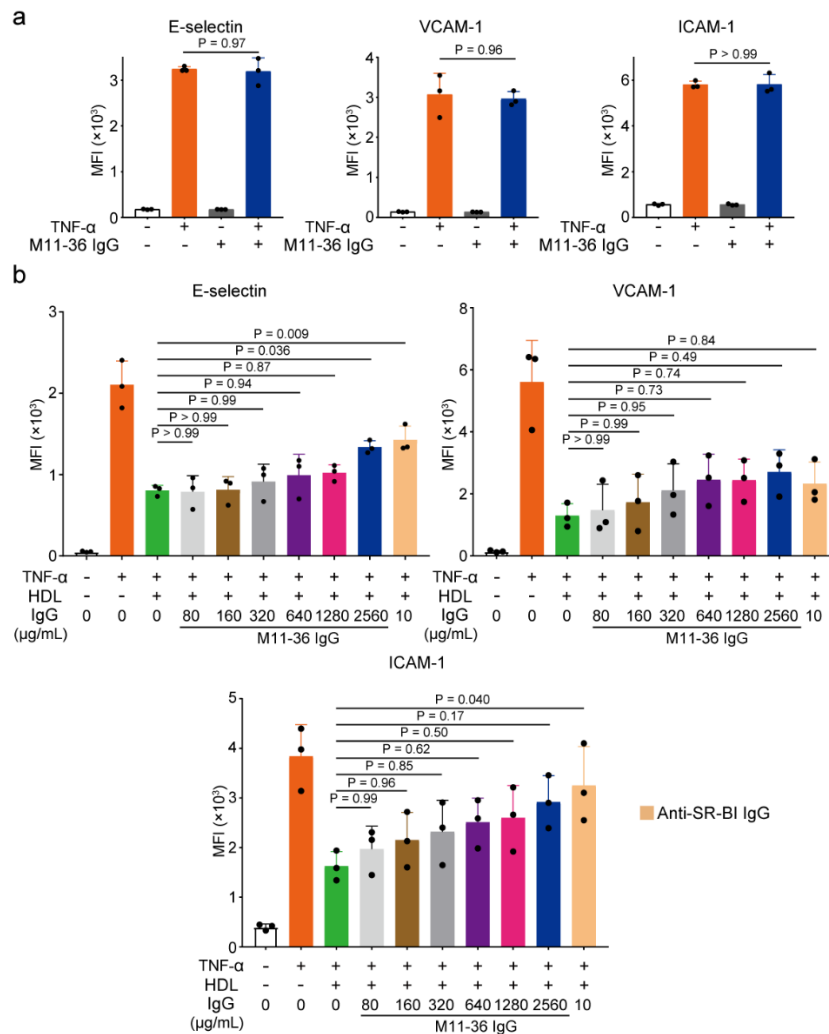 a
E-selectin
P = 0.97
3
2
1
0
MFI (×10³)
TNF-α - + - +
M11-36 IgG - - + +
VCAM-1
P = 0.96
4
3
2
1
0
MFI (×10³)
TNF-α - + - +
M11-36 IgG - - + +
ICAM-1
P > 0.99
6
4
2
0
MFI (×10³)
TNF-α - + - +
M11-36 IgG - - + +
b
E-selectin
P = 0.009
P = 0.036
P = 0.87
P = 0.94
P = 0.99
P > 0.99
P > 0.99
3
2
1
0
MFI (×10³)
TNF-α - + + + + + + + + +
HDL - - + + + + + + + +
IgG 0 0 0 80 160 320 640 1280 2560 10
(µg/mL)
M11-36 IgG
VCAM-1
P = 0.84
P = 0.49
P = 0.74
P = 0.73
P = 0.95
P = 0.99
P > 0.99
8
6
4
2
0
MFI (×10³)
TNF-α - + + + + + + + + +
HDL - - + + + + + + + +
IgG 0 0 0 80 160 320 640 1280 2560 10
(µg/mL)
M11-36 IgG
ICAM-1
P = 0.040
P = 0.17
P = 0.50
P = 0.62
P = 0.85
P = 0.96
P = 0.99
5
4
3
2
1
0
MFI (×10³)
Anti-SR-BI IgG
TNF-α - + + + + + + + + +
HDL - - + + + + + + + +
IgG 0 0 0 80 160 320 640 1280 2560 10
(µg/mL)
M11-36 IgG